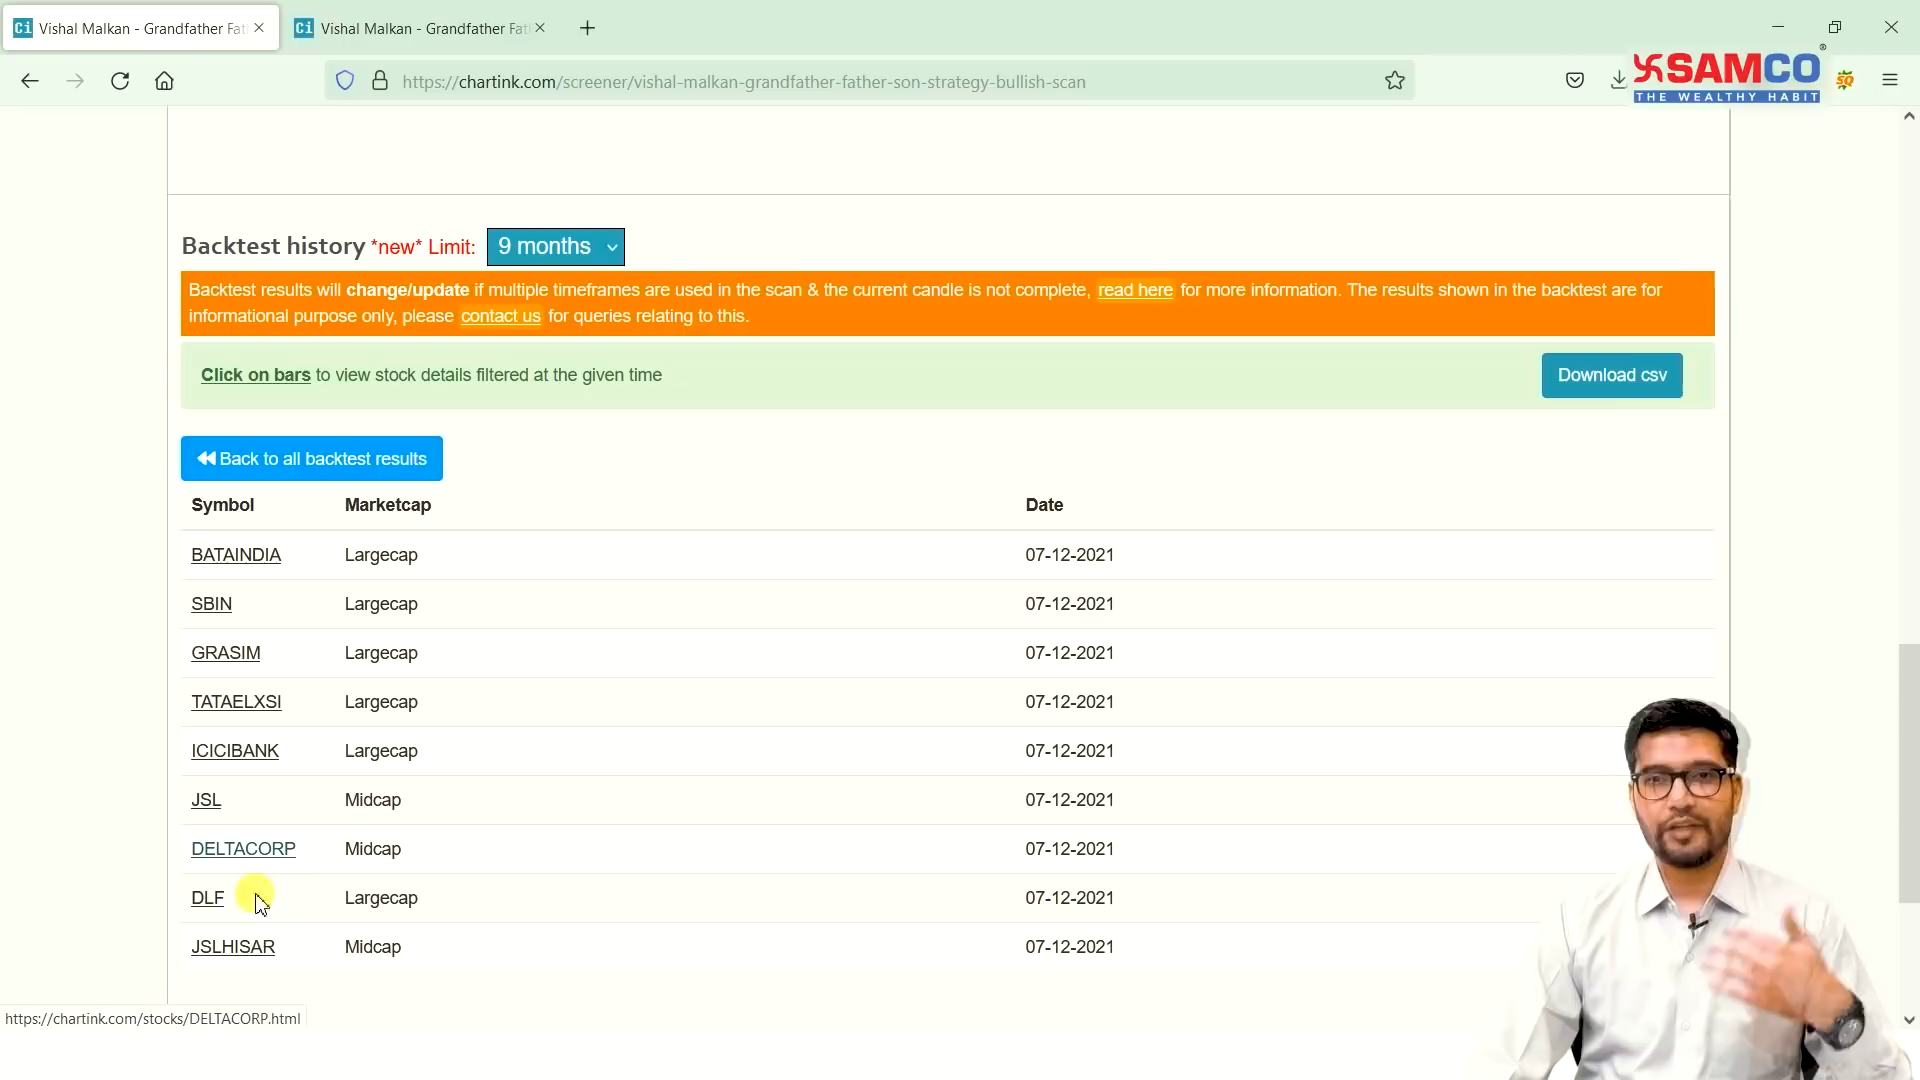 Vishal Malkan - Grandfather Fat
Vishal Malkan - Grandfather Fat
https://chartink.com/screener/vishal-malkan-grandfather-father-son-strategy-bullish-scan
SAMCO
THE WEALTHY HABIT
Backtest history *new* Limit: 9 months
Backtest results will change/update if multiple timeframes are used in the scan & the current candle is not complete, read here for more information. The results shown in the backtest are for
informational purpose only, please contact us for queries relating to this.
Click on bars to view stock details filtered at the given time
Download csv
Back to all backtest results
Symbol Marketcap Date
BATAINDIA Largecap 07-12-2021
SBIN Largecap 07-12-2021
GRASIM Largecap 07-12-2021
TATAELXSI Largecap 07-12-2021
ICICIBANK Largecap 07-12-2021
JSL Midcap 07-12-2021
DELTACORP Midcap 07-12-2021
DLF Largecap 07-12-2021
JSLHISAR Midcap 07-12-2021
https://chartink.com/stocks/DELTACORP.html